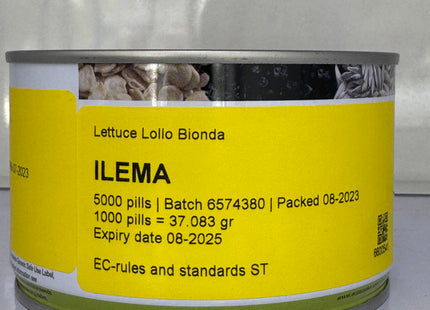 Lettuce Lollo Bionda
ILEMA
5000 pills | Batch 6574380 | Packed 08-2023
1000 pills = 37.083 gr
Expiry date 08-2025
EC-rules and standards ST